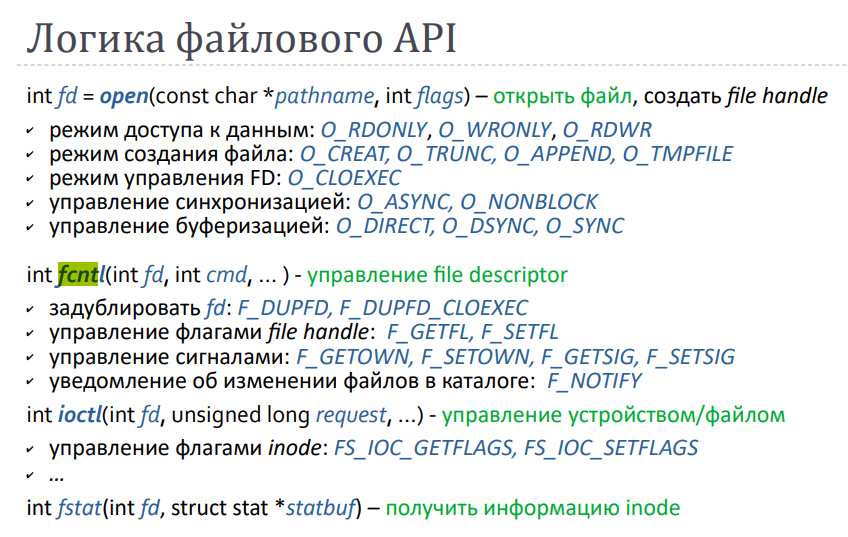 Логика файлового API
int fd = open(const char *pathname, int flags) – открыть файл, создать file handle
✔ режим доступа к данным: O_RDONLY, O_WRONLY, O_RDWR
✔ режим создания файла: O_CREAT, O_TRUNC, O_APPEND, O_TMPFILE
✔ режим управления FD: O_CLOEXEC
✔ управление синхронизацией: O_ASYNC, O_NONBLOCK
✔ управление буферизацией: O_DIRECT, O_DSYNC, O_SYNC
int fcntl(int fd, int cmd, ... ) - управление file descriptor
✔ задублировать fd: F_DUPFD, F_DUPFD_CLOEXEC
✔ управление флагами file handle: F_GETFL, F_SETFL
✔ управление сигналами: F_GETOWN, F_SETOWN, F_GETSIG, F_SETSIG
✔ уведомление об изменении файлов в каталоге: F_NOTIFY
int ioctl(int fd, unsigned long request, ...) - управление устройством/файлом
✔ управление флагами inode: FS_IOC_GETFLAGS, FS_IOC_SETFLAGS
✔ ...
int fstat(int fd, struct stat *statbuf) – получить информацию inode